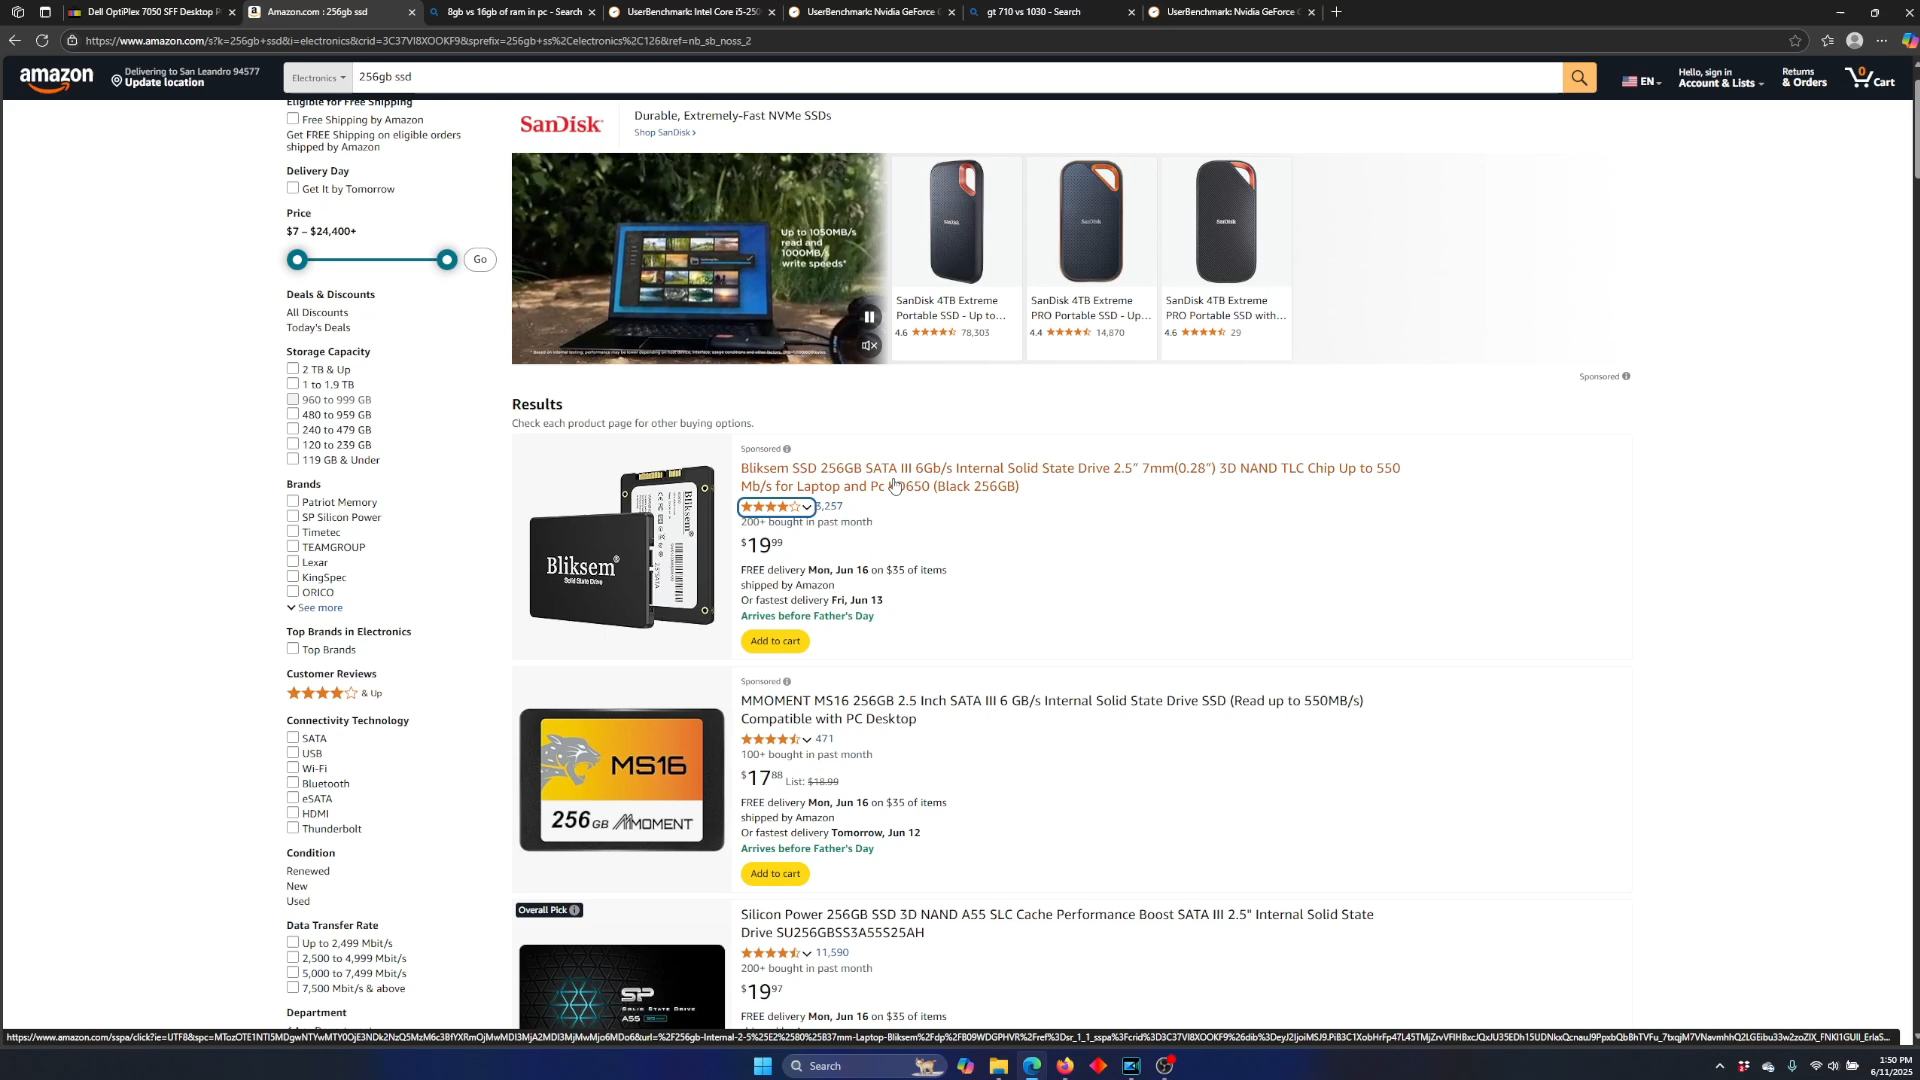 Dell OptiPlex 7050 SFF Desktop P
Amazon.com : 256gb ssd
8gb vs 16gb of ram in pc - Search
UserBenchmark: Intel Core i5-250
UserBenchmark: Nvidia GeForce
gt 710 vs 1030 - Search
UserBenchmark: Nvidia GeForce
https://www.amazon.com/s?k=256gb+ssd&i=electronics&crid=3C37VI8XOOKF9&sprefix=256gb+ss%2Celectronics%2C126&ref=nb_sb_noss_2
amazon
Delivering to San Leandro 94577
Update location
Electronics
256gb ssd
EN
Hello, sign in
Account & Lists
Returns
& Orders
0
Cart
Eligible for Free Shipping
Free Shipping by Amazon
Get FREE Shipping on eligible orders
shipped by Amazon
Delivery Day
Get It by Tomorrow
Price
$7 – $24,400+
Go
Deals & Discounts
All Discounts
Today's Deals
Storage Capacity
2 TB & Up
1 to 1.9 TB
960 to 999 GB
480 to 959 GB
240 to 479 GB
120 to 239 GB
119 GB & Under
Brands
Patriot Memory
SP Silicon Power
Timetec
TEAMGROUP
Lexar
KingSpec
ORICO
See more
Top Brands in Electronics
Top Brands
Customer Reviews
& Up
Connectivity Technology
SATA
USB
Wi-Fi
Bluetooth
eSATA
HDMI
Thunderbolt
Condition
Renewed
New
Used
Data Transfer Rate
Up to 2,499 Mbit/s
2,500 to 4,999 Mbit/s
5,000 to 7,499 Mbit/s
7,500 Mbit/s & above
Department
SanDisk
Durable, Extremely-Fast NVMe SSDs
Shop SanDisk ›
Up to 1050MB/s
read and
1000MB/s
write speeds*
SanDisk 4TB Extreme
Portable SSD - Up to...
4.6 78,303
SanDisk 4TB Extreme
PRO Portable SSD - Up...
4.4 14,870
SanDisk 4TB Extreme
PRO Portable SSD with...
4.6 29
Sponsored
Results
Check each product page for other buying options.
Sponsored
Bliksem SSD 256GB SATA III 6Gb/s Internal Solid State Drive 2.5” 7mm(0.28”) 3D NAND TLC Chip Up to 550
Mb/s for Laptop and Pc 650 (Black 256GB)
3,257
200+ bought in past month
$19 99
FREE delivery Mon, Jun 16 on $35 of items
shipped by Amazon
Or fastest delivery Fri, Jun 13
Arrives before Father's Day
Add to cart
Bliksem®
Solid State Drive
Sponsored
MMOMENT MS16 256GB 2.5 Inch SATA III 6 GB/s Internal Solid State Drive SSD (Read up to 550MB/s)
Compatible with PC Desktop
471
100+ bought in past month
$17 88 List: $18.99
FREE delivery Mon, Jun 16 on $35 of items
shipped by Amazon
Or fastest delivery Tomorrow, Jun 12
Arrives before Father's Day
Add to cart
MS16
256GB MMOMENT
Overall Pick
Silicon Power 256GB SSD 3D NAND A55 SLC Cache Performance Boost SATA III 2.5" Internal Solid State
Drive SU256GBSS3A55S25AH
11,590
200+ bought in past month
$19 97
FREE delivery Mon, Jun 16 on $35 of items
SP
SOLID STATE DRIVE
A55 SSD
Search
1:50 PM
6/11/2025